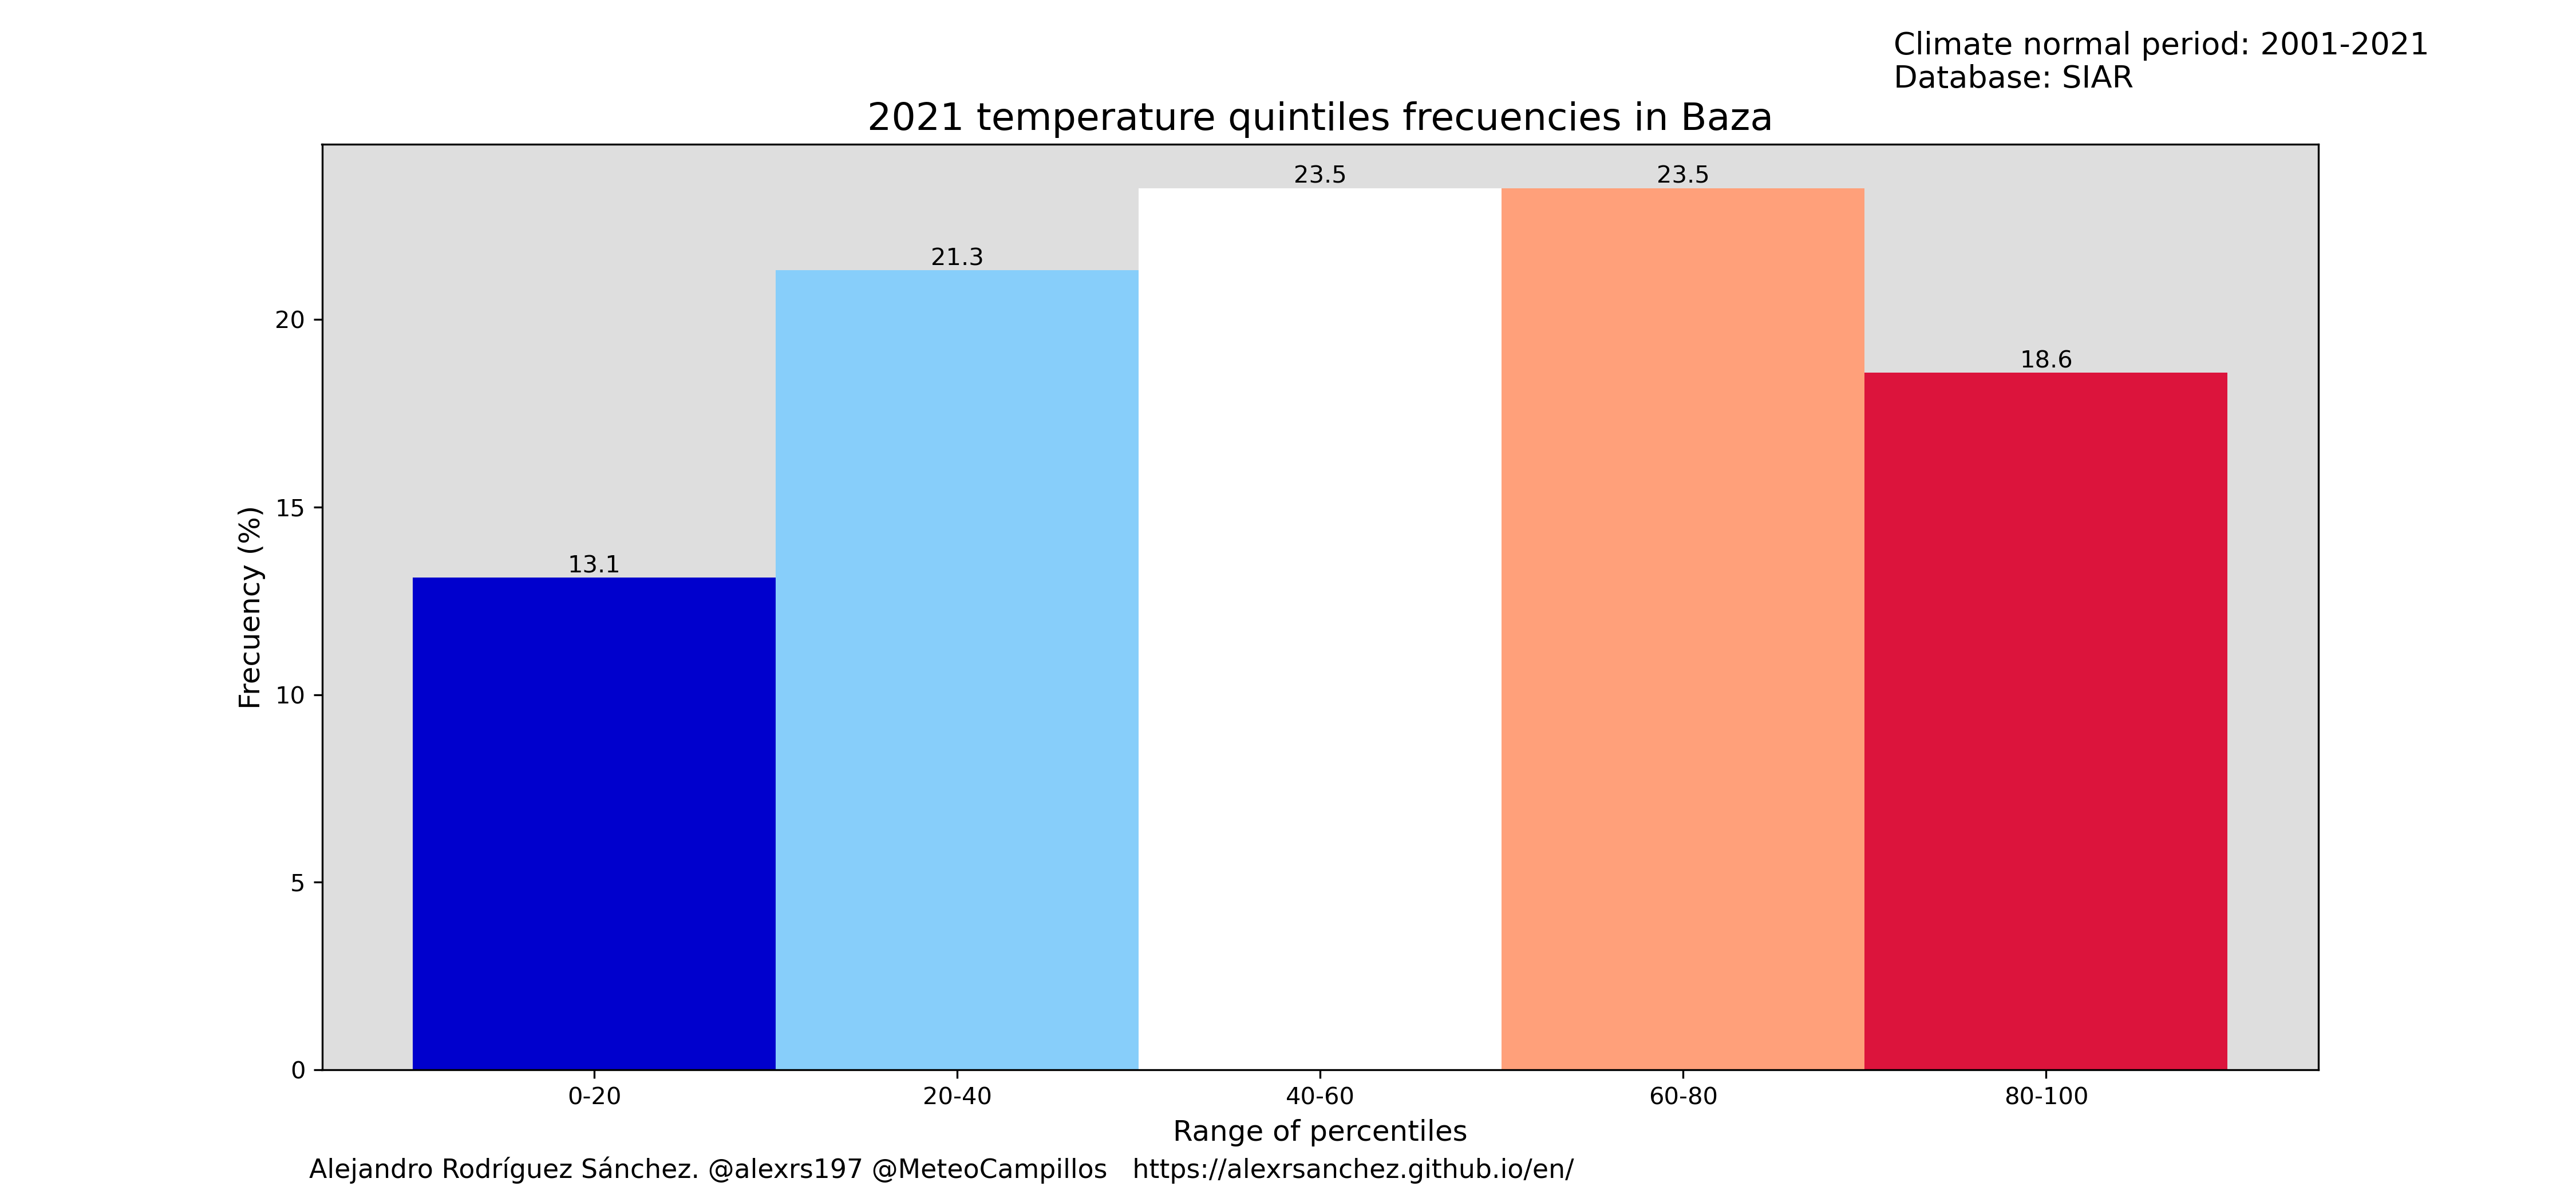 Climate normal period: 2001-2021
Database: SIAR
2021 temperature quintiles frecuencies in Baza
23.5
23.5
21.3
18.6
13.1
20
15
10
5
0
Frecuency (%)
0-20
20-40
40-60
60-80
80-100
Range of percentiles
Alejandro Rodríguez Sánchez. @alexrs197 @MeteoCampillos https://alexrsanchez.github.io/en/